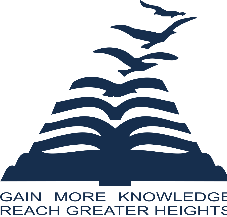 GAIN MORE KNOWLEDGE
REACH GREATER HEIGHTS